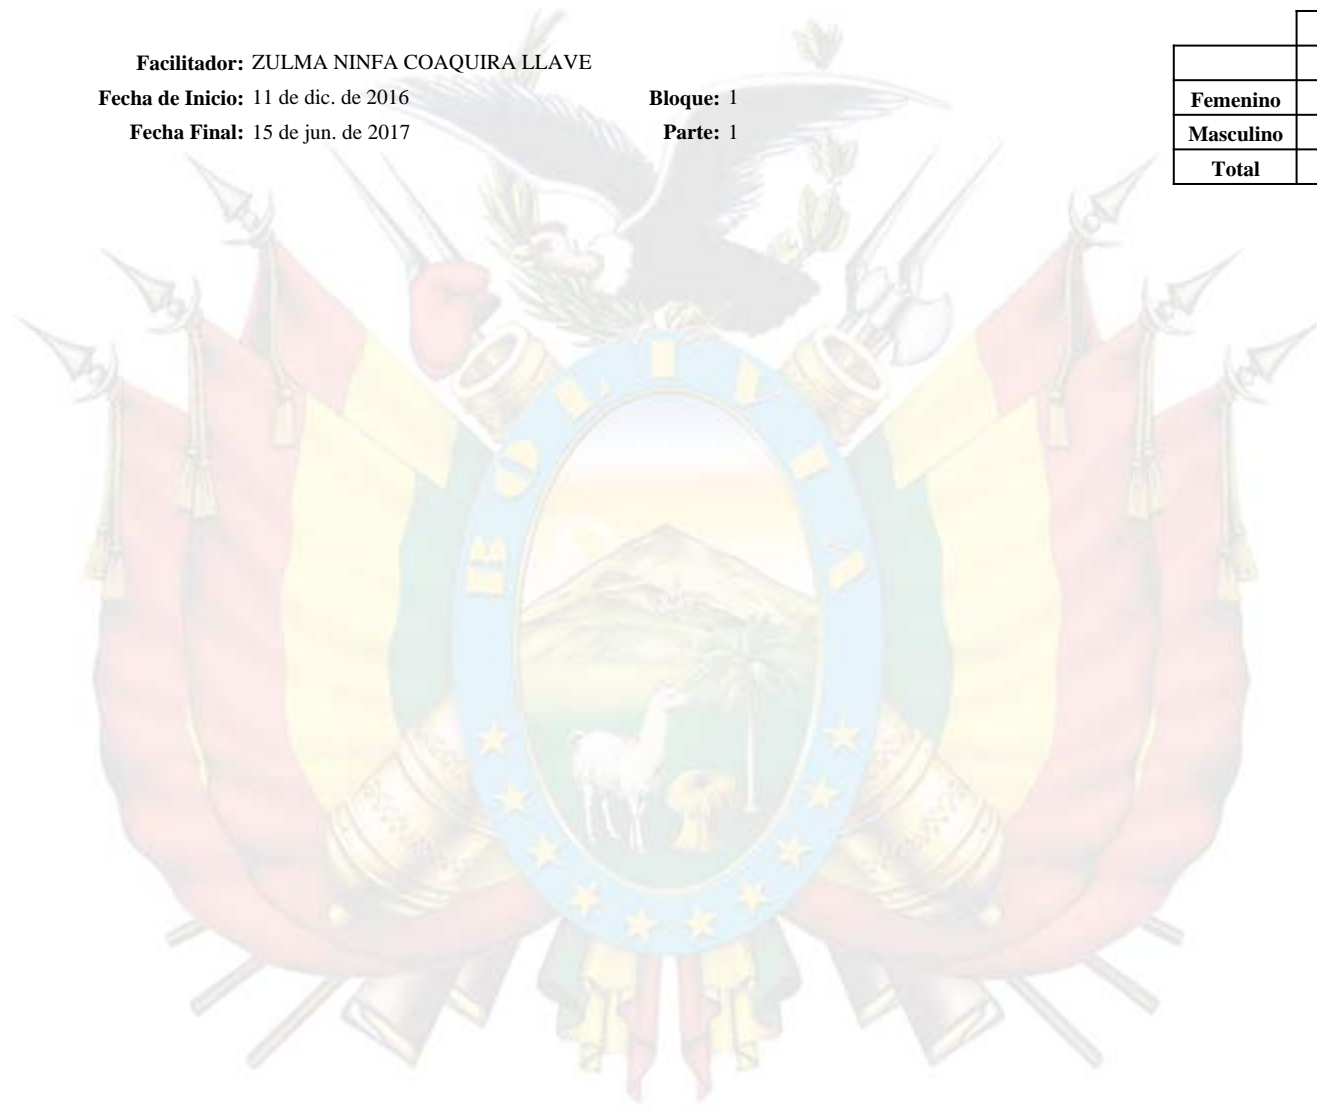 Facilitador: ZULMA NINFA COAQUIRA LLAVE
Fecha de Inicio: 11 de dic. de 2016 Bloque: 1
Fecha Final: 15 de jun. de 2017 Parte: 1
Femenino
Masculino
Total
BOLIVIA